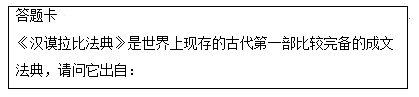 答题卡
《汉谟拉比法典》是世界上现存的古代第一部比较完备的成文
法典，请问它出自：